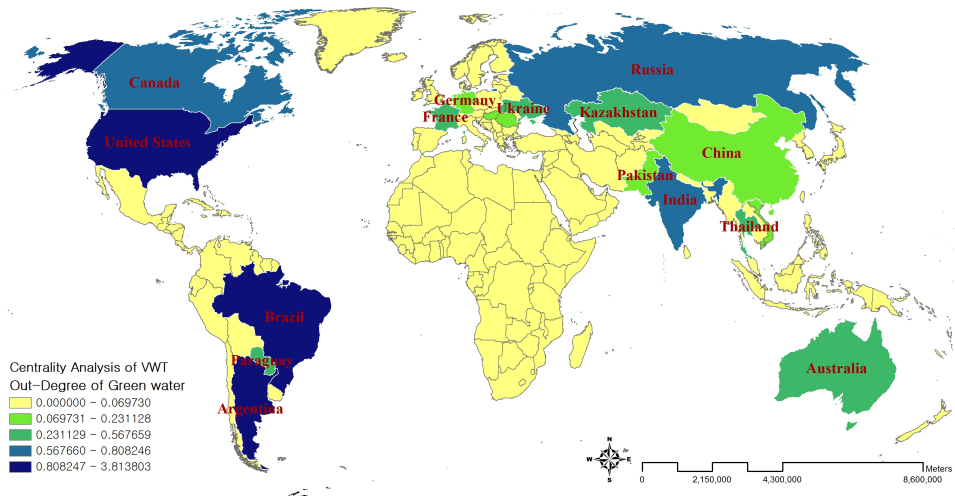 Canada
Russia
Germany
Ukraine
France
Kazakhstan
United States
China
Pakistan
India
Thailand
Brazil
Paraguay
Australia
Argentina
Centrality Analysis of VWT
Out-Degree of Green water
0.000000 - 0.069730
0.069731 - 0.231128
0.231129 - 0.567659
0.567660 - 0.808246
0.808247 - 3.813803
N
W E
S
Meters
0 2,150,000 4,300,000 8,600,000